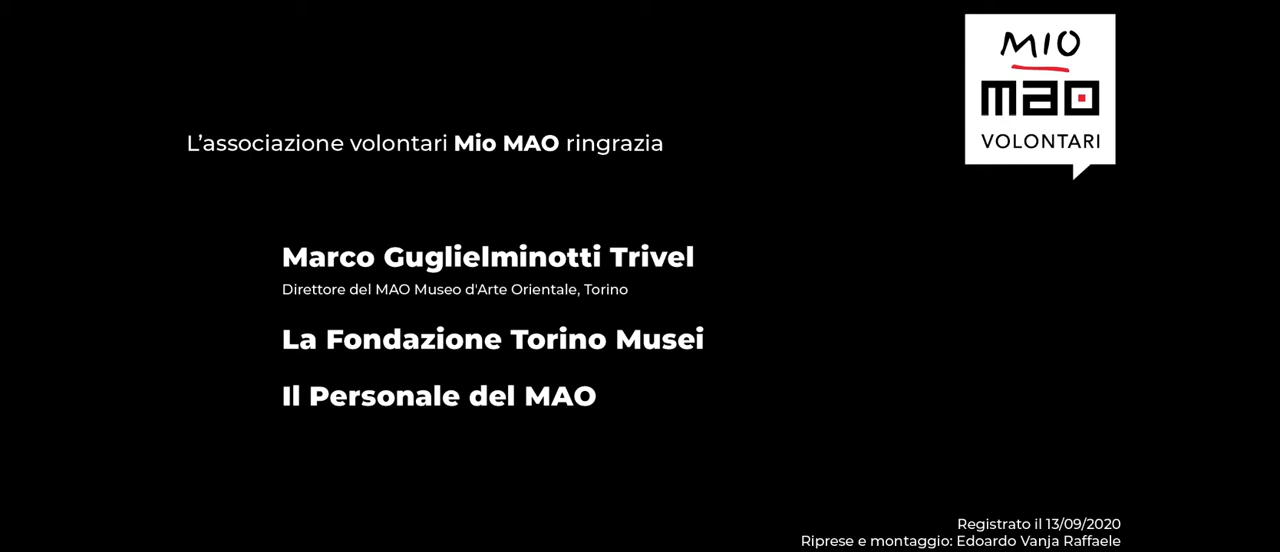 MIO
mao
VOLONTARI
L’associazione volontari Mio MAO ringrazia
Marco Guglielminotti Trivel
Direttore del MAO Museo d'Arte Orientale, Torino
La Fondazione Torino Musei
Il Personale del MAO
Registrato il 13/09/2020
Riprese e montaggio: Edoardo Vanja Raffaele